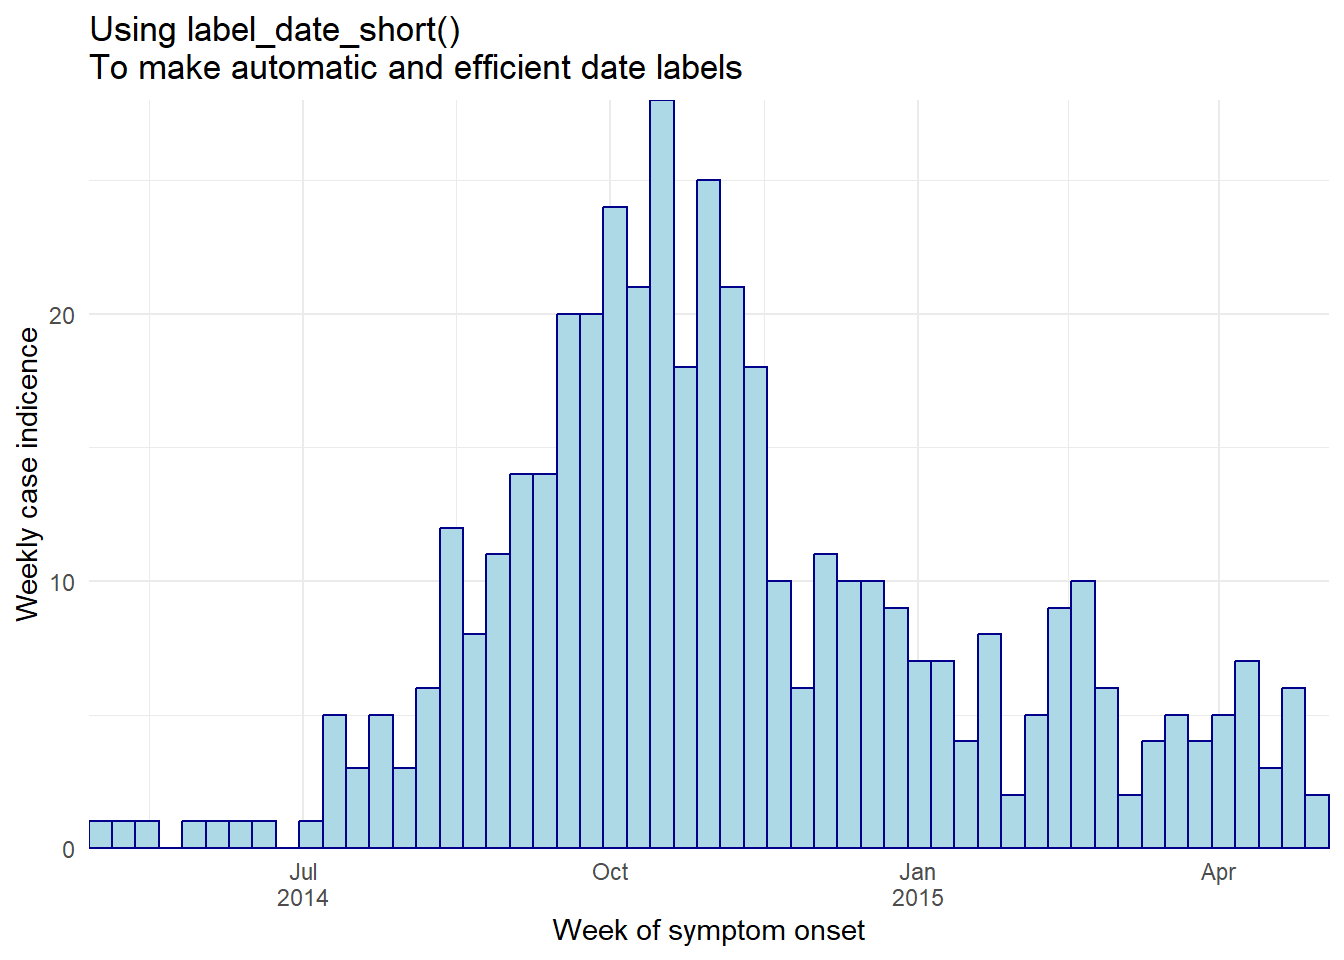 Using label_date_short()
To make automatic and efficient date labels
Weekly case indicence
20
10
0
Jul
2014
Oct
Jan
2015
Apr
Week of symptom onset